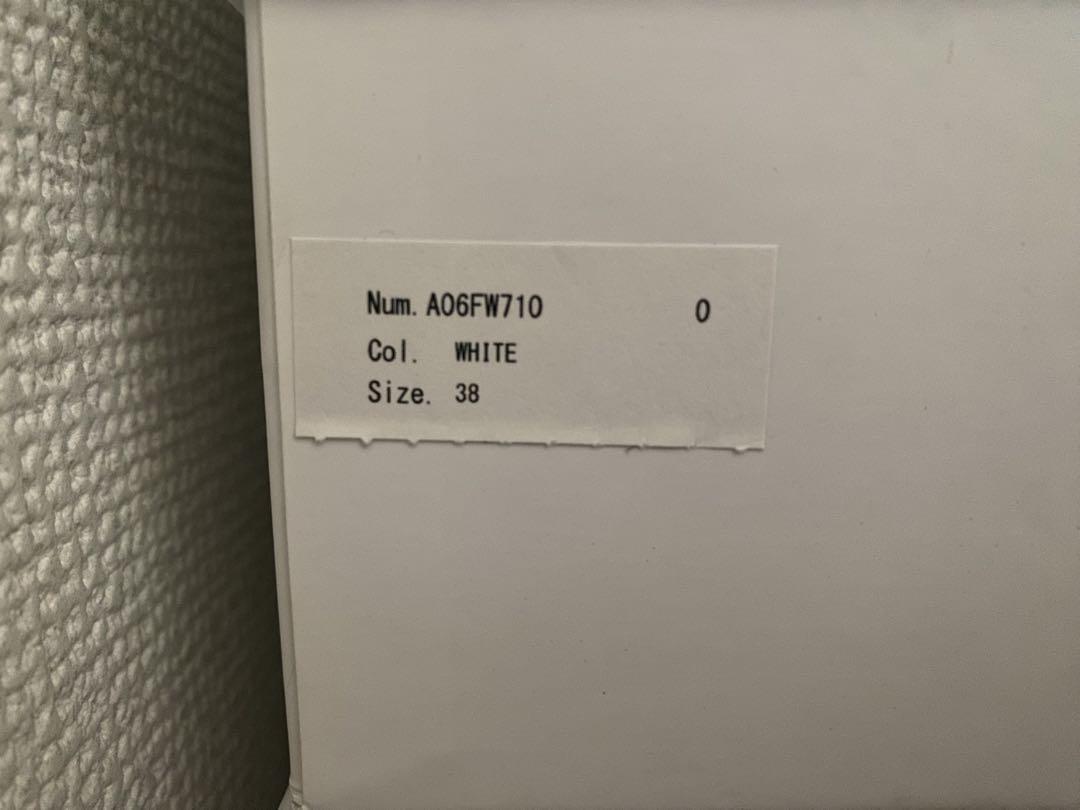 Num. A06FW710 0
Col. WHITE
Size. 38